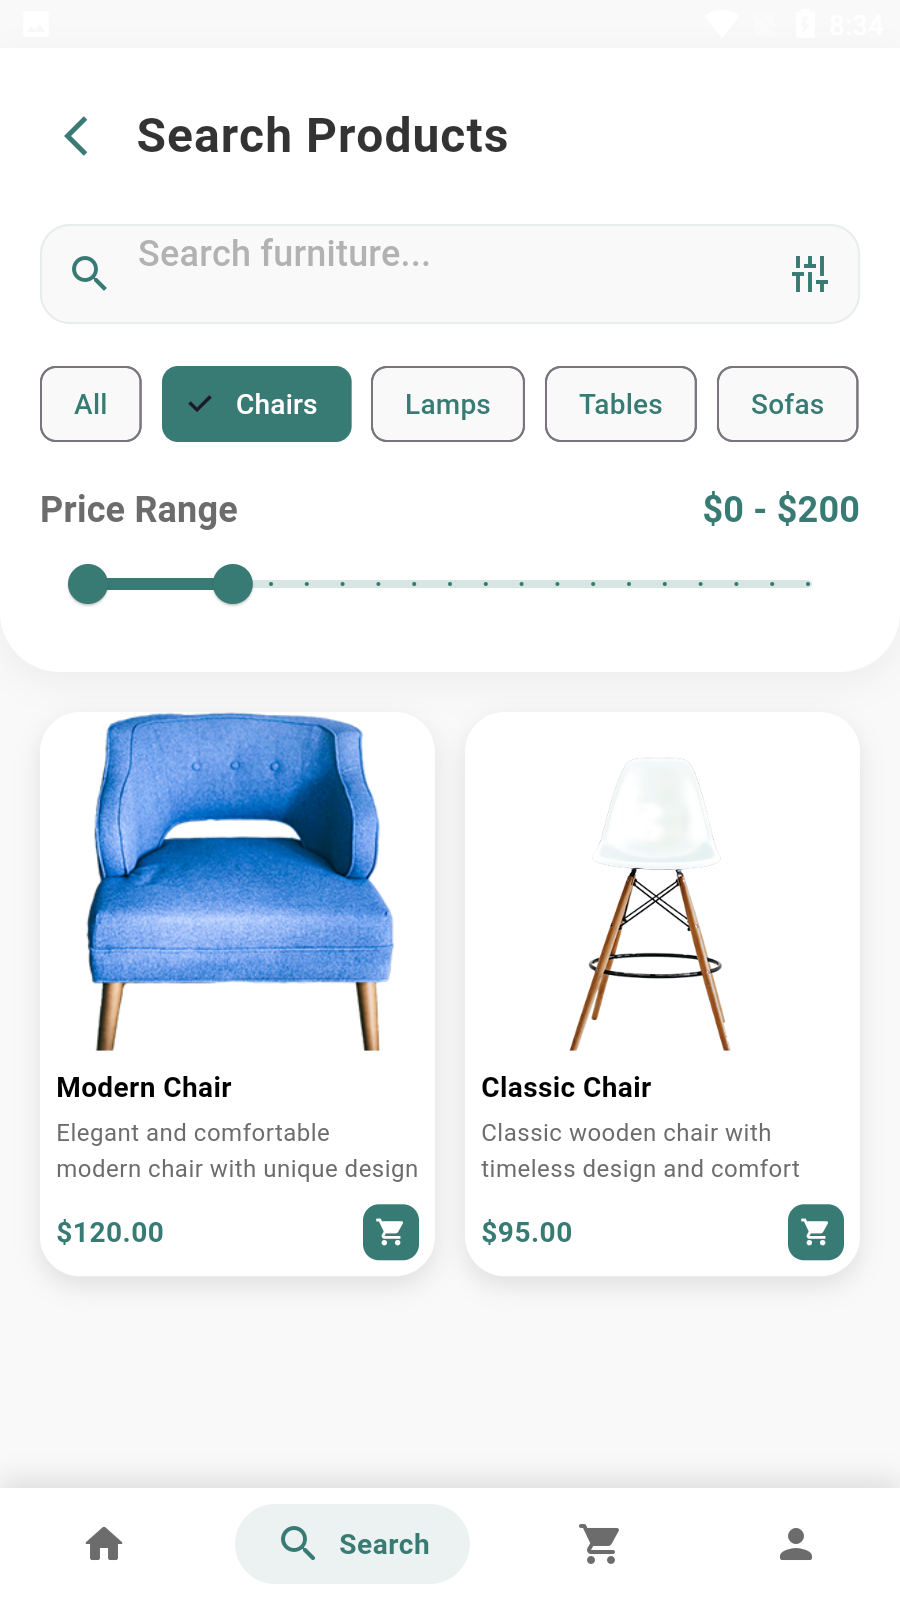 8:34
Search Products
Search furniture...
All
Chairs
Lamps
Tables
Sofas
Price Range
$0 - $200
Modern Chair
Elegant and comfortable
modern chair with unique design
$120.00
Classic Chair
Classic wooden chair with
timeless design and comfort
$95.00
Search